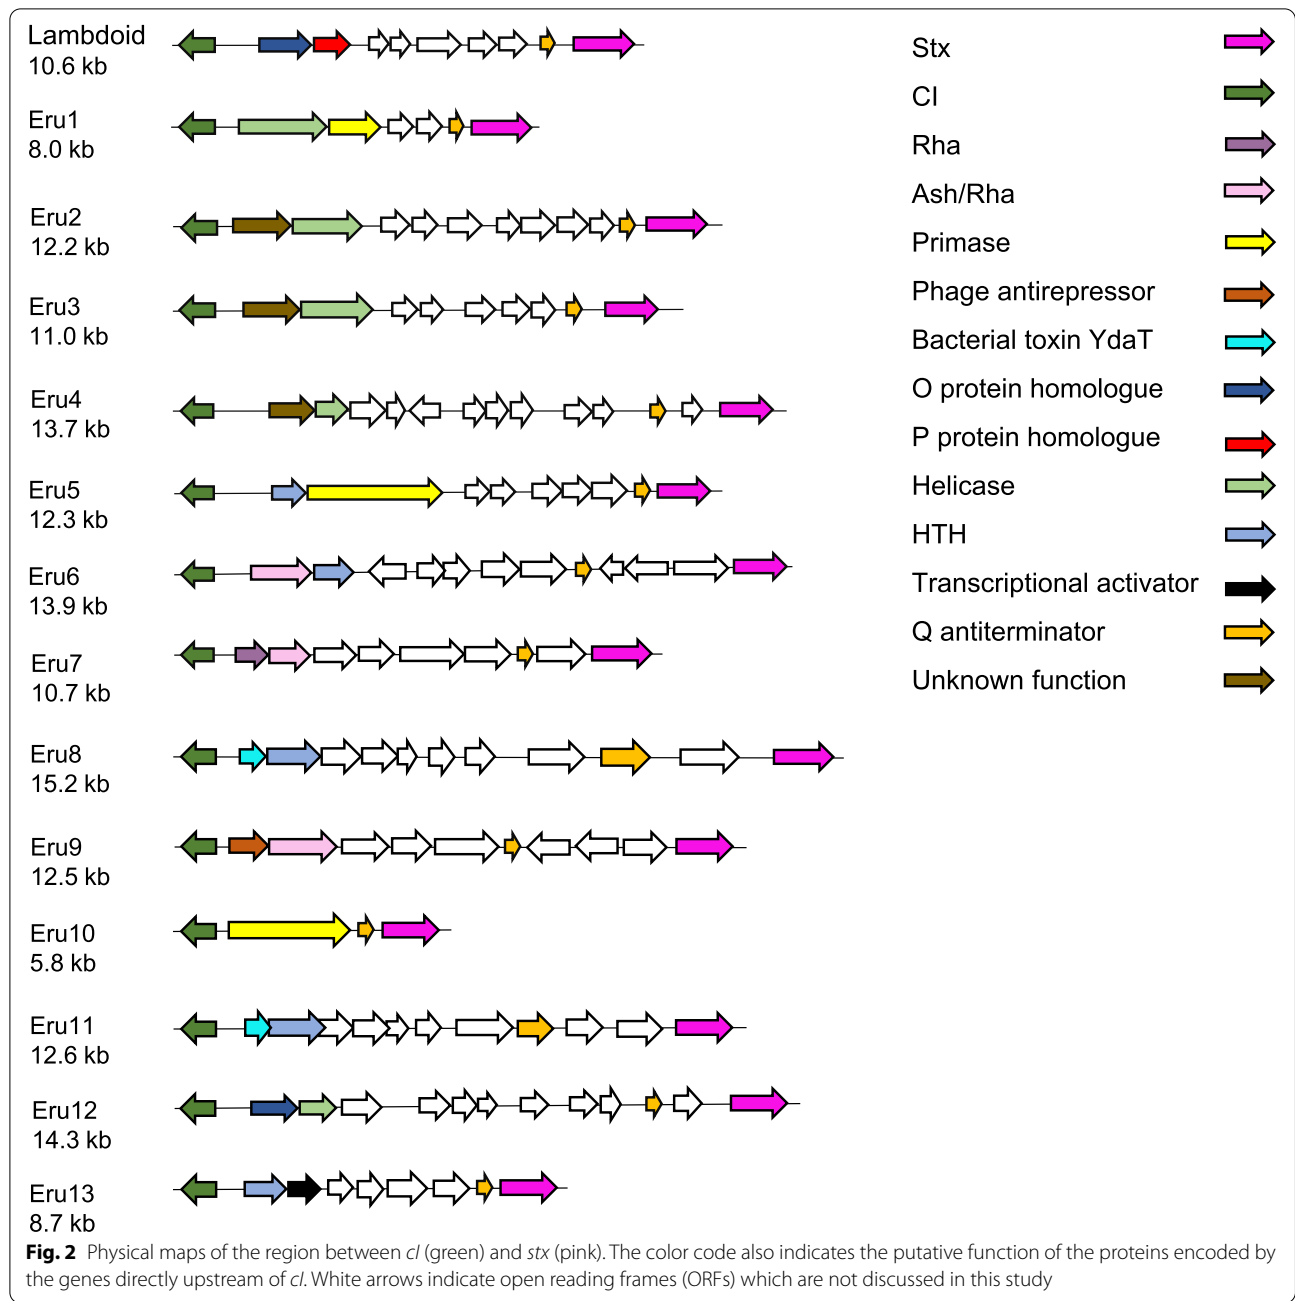 Lambdoid
10.6 kb
Eru1
8.0 kb
Eru2
12.2 kb
Eru3
11.0 kb
Eru4
13.7 kb
Eru5
12.3 kb
Eru6
13.9 kb
Eru7
10.7 kb
Eru8
15.2 kb
Eru9
12.5 kb
Eru10
5.8 kb
Eru11
12.6 kb
Eru12
14.3 kb
Eru13
8.7 kb
Stx
CI
Rha
Ash/Rha
Primase
Phage antirepressor
Bacterial toxin YdaT
O protein homologue
P protein homologue
Helicase
HTH
Transcriptional activator
Q antiterminator
Unknown function
Fig. 2 Physical maps of the region between cI (green) and stx (pink). The color code also indicates the putative function of the proteins encoded by
the genes directly upstream of cI. White arrows indicate open reading frames (ORFs) which are not discussed in this study